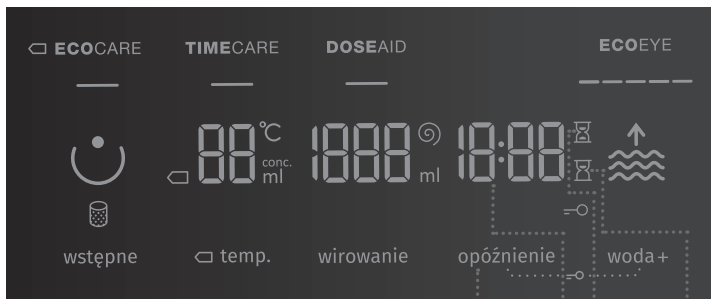 ECOCARE TIMECARE DOSEAID ECOEYE
88 °C 1888 18:88
conc.
ml ml
wstępne temp. wirowanie opóźnienie woda+